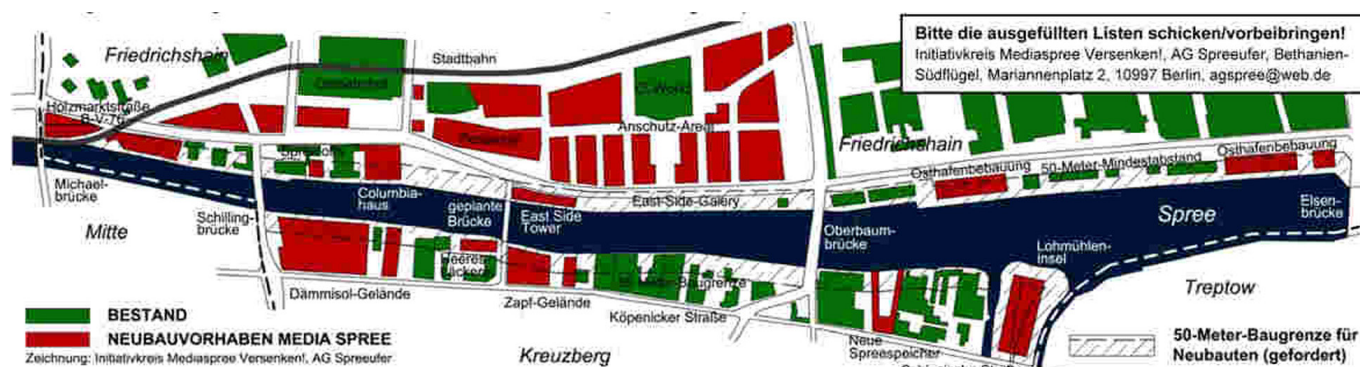 Bitte die ausgefüllten Listen schicken/vorbeibringen!
Initiativkreis Mediaspree Versenken!, AG Spreeufer, Bethanien-
Südflügel, Mariannenplatz 2, 10997 Berlin, agspree@web.de
Friedrichshain
Stadtbahn
Holzmarktstraße
B-V-76
O2 World
Anschutz-Areal
Friedrichshain
Osthafenbebauung
50-Meter-Mindestabstand
Osthafenbebauung
Michael-
brücke
Columbia-
haus
geplante
Brücke
East Side
Tower
East-Side-Galery
Spree
Elsen-
brücke
Schilling-
brücke
Mitte
Oberbaum-
brücke
Lohmühlen-
insel
Dämmisol-Gelände
Zapf-Gelände
Köpenicker Straße
Treptow
Neue
Spreespeicher
Kreuzberg
BESTAND
NEUBAUVORHABEN MEDIA SPREE
Zeichnung: Initiativkreis Mediaspree Versenken!, AG Spreeufer
50-Meter-Baugrenze für
Neubauten (gefordert)